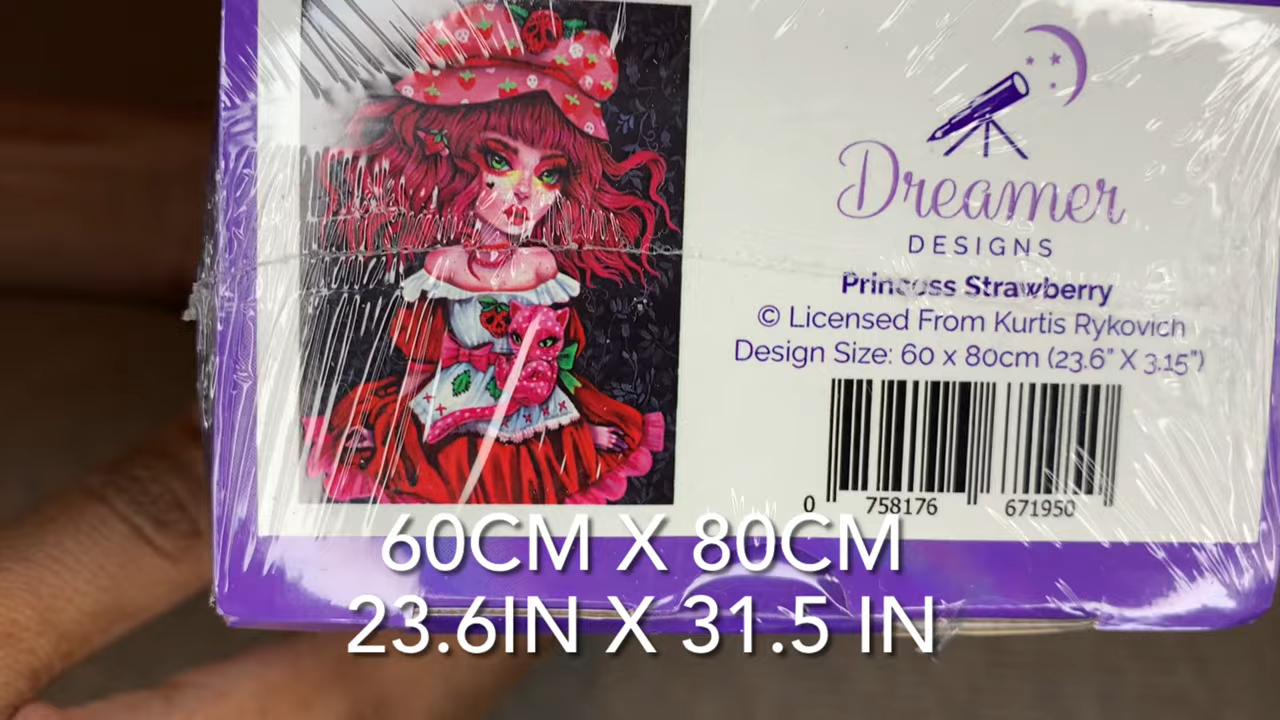 Dreamer
DESIGNS
Princess Strawberry
© Licensed From Kurtis Rykovich
Design Size: 60 x 80cm (23.6" X 3.15")
0 758176 671950
60CM X 80CM
23.6IN X 31.5 IN